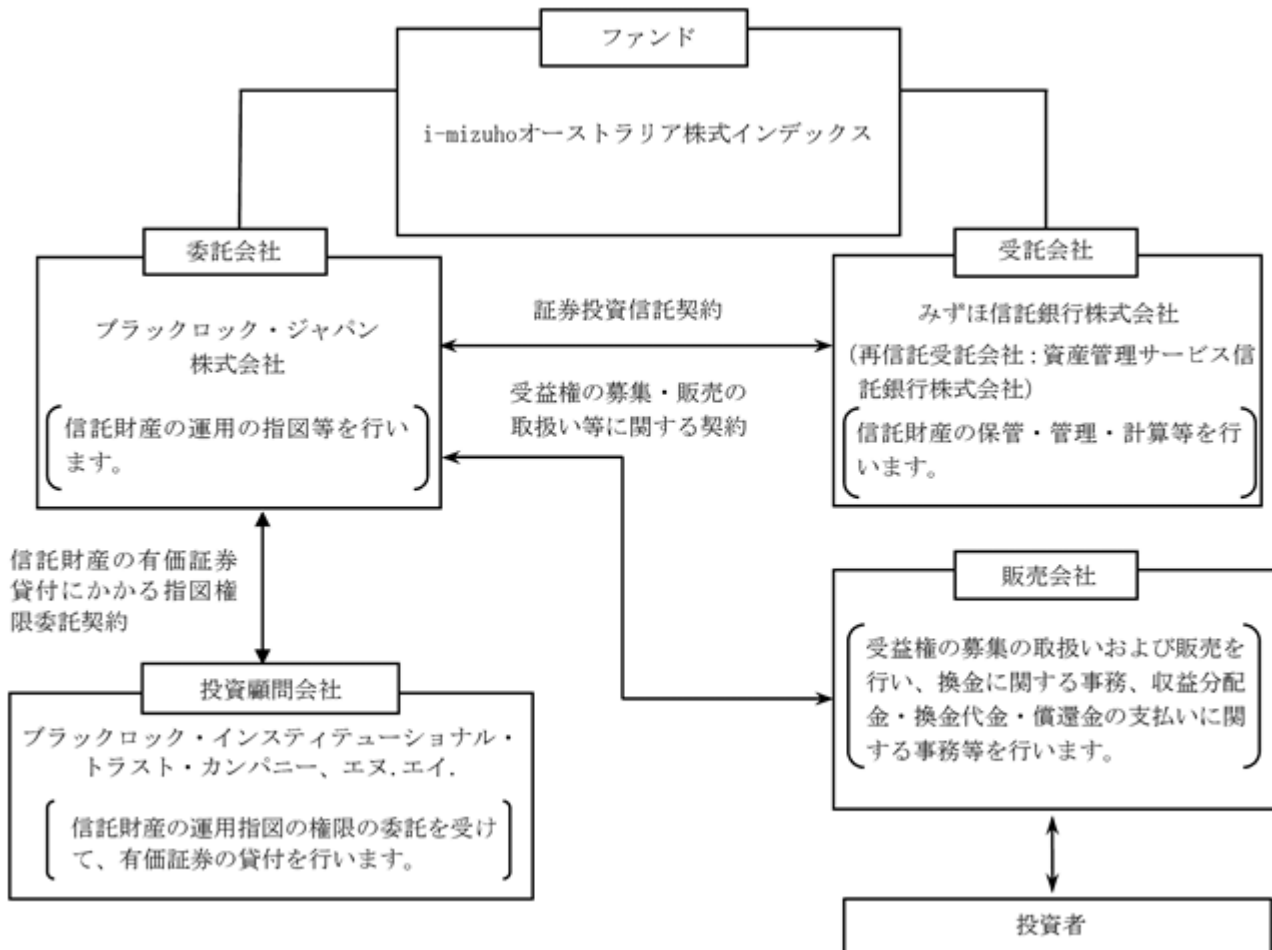 ファンド
i-mizuhoオーストラリア株式インデックス
委託会社
ブラックロック・ジャパン
株式会社
信託財産の運用の指図等を行い
ます。
証券投資信託契約
受益権の募集・販売の
取扱い等に関する契約
受託会社
みずほ信託銀行株式会社
(再信託受託会社:資産管理サービス信
託銀行株式会社)
信託財産の保管・管理・計算等を行
います。
信託財産の有価証券
貸付にかかる指図権
限委託契約
投資顧問会社
ブラックロック・インスティテューショナル・
トラスト・カンパニー、エヌ.エイ.
信託財産の運用指図の権限の委託を受け
て、有価証券の貸付を行います。
販売会社
受益権の募集の取扱いおよび販売を
行い、換金に関する事務、収益分配
金・換金代金・償還金の支払いに関
する事務等を行います。
投資者